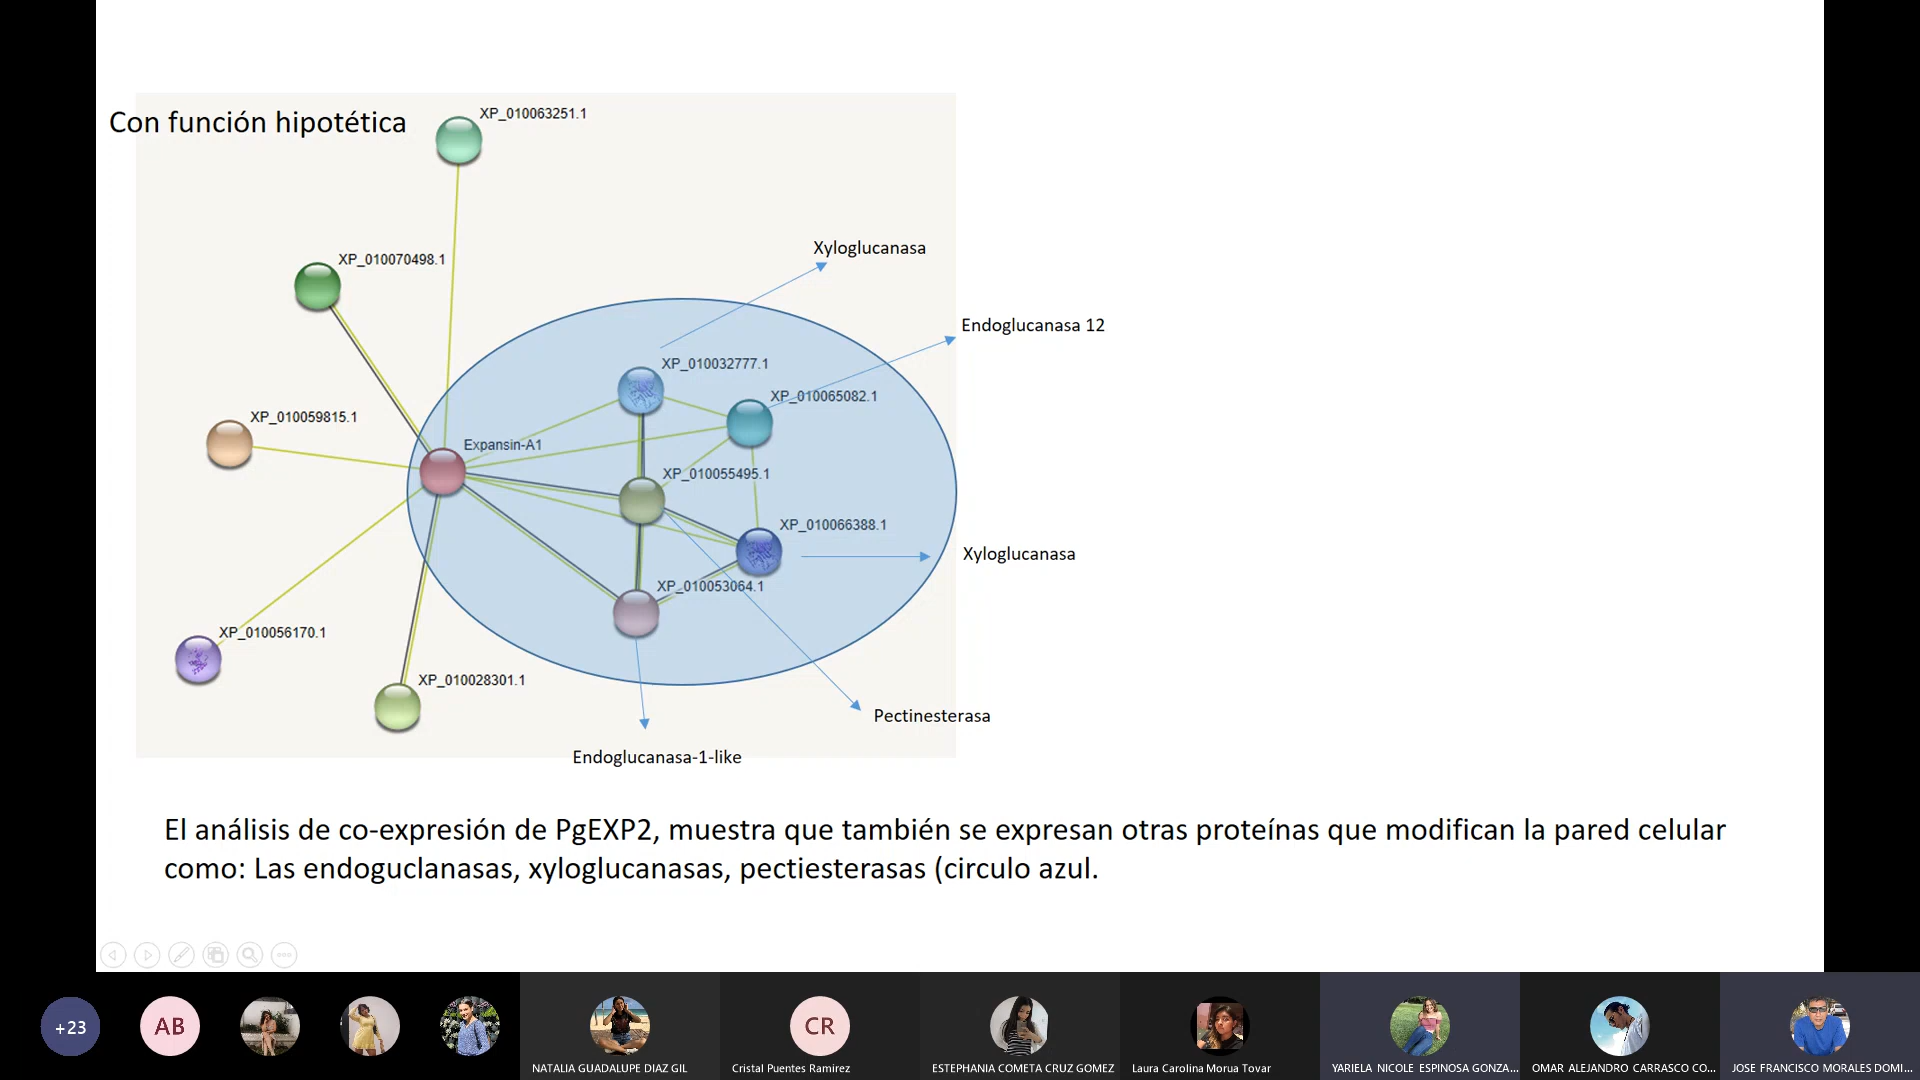 Con función hipotética
XP_010063251.1
XP_010070498.1
Xyloglucanasa
Endoglucanasa 12
XP_010032777.1
XP_010065082.1
XP_010059815.1
Expansin-A1
XP_010055495.1
XP_010066388.1
Xyloglucanasa
XP_010053064.1
XP_010056170.1
XP_010028301.1
Pectinesterasa
Endoglucanasa-1-like
El análisis de co-expresión de PgEXP2, muestra que también se expresan otras proteínas que modifican la pared celular
como: Las endoguclanasas, xyloglucanasas, pectiesterasas (circulo azul.
+23
AB
CR
NATALIA GUADALUPE DIAZ GIL
Cristal Puentes Ramirez
ESTEPHANIA COMETA CRUZ GOMEZ
Laura Carolina Morua Tovar
YARIELA NICOLE ESPINOSA GONZA...
OMAR ALEJANDRO CARRASCO CO...
JOSE FRANCISCO MORALES DOMI...